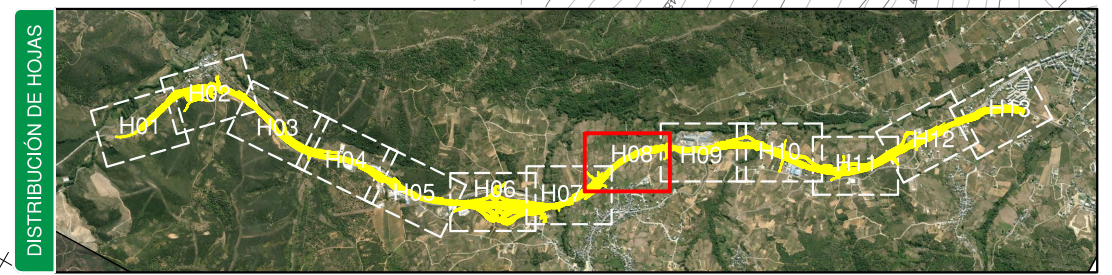 DISTRIBUCIÓN DE HOJAS
H01
H02
H03
H04
H05
H06
H07
H08
H09
H10
H11
H12
H13